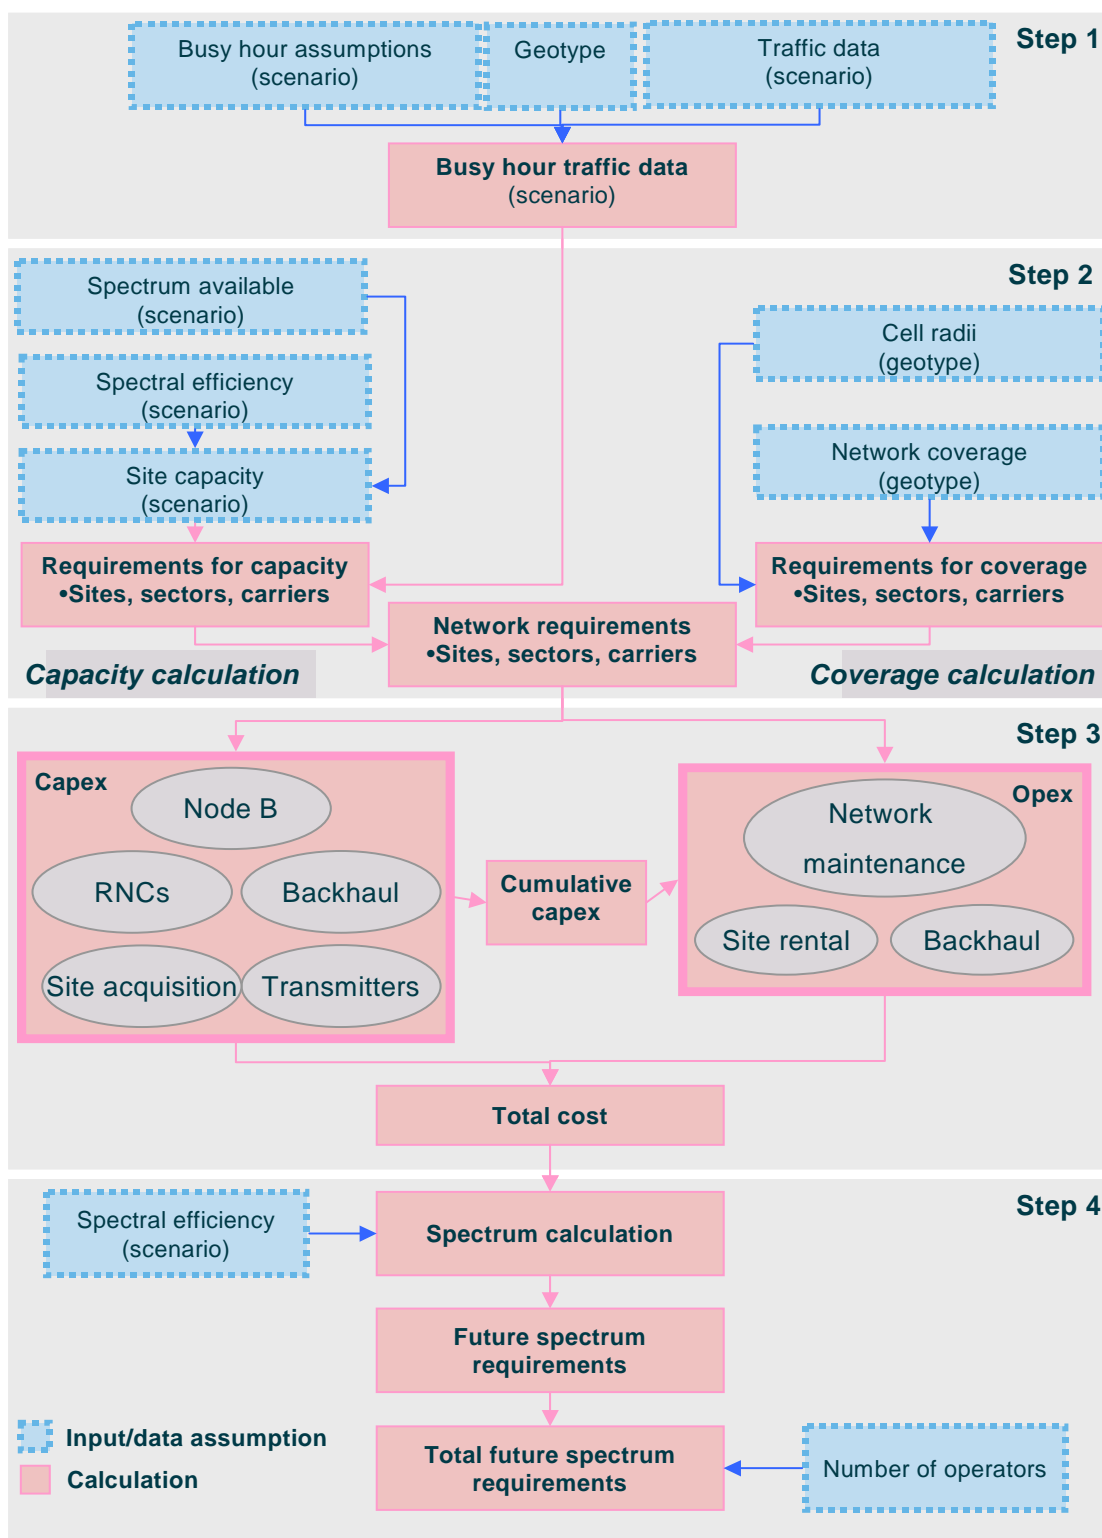 Step 1
Busy hour assumptions
(scenario)
Geotype
Traffic data
(scenario)
Busy hour traffic data
(scenario)
Step 2
Spectrum available
(scenario)
Cell radii
(geotype)
Spectral efficiency
(scenario)
Network coverage
(geotype)
Site capacity
(scenario)
Requirements for capacity
•Sites, sectors, carriers
Requirements for coverage
•Sites, sectors, carriers
Network requirements
•Sites, sectors, carriers
Capacity calculation
Coverage calculation
Step 3
Capex
Node B
RNCs
Backhaul
Site acquisition
Transmitters
Cumulative
capex
Opex
Network
maintenance
Site rental
Backhaul
Total cost
Step 4
Spectral efficiency
(scenario)
Spectrum calculation
Future spectrum
requirements
Total future spectrum
requirements
Number of operators
Input/data assumption
Calculation